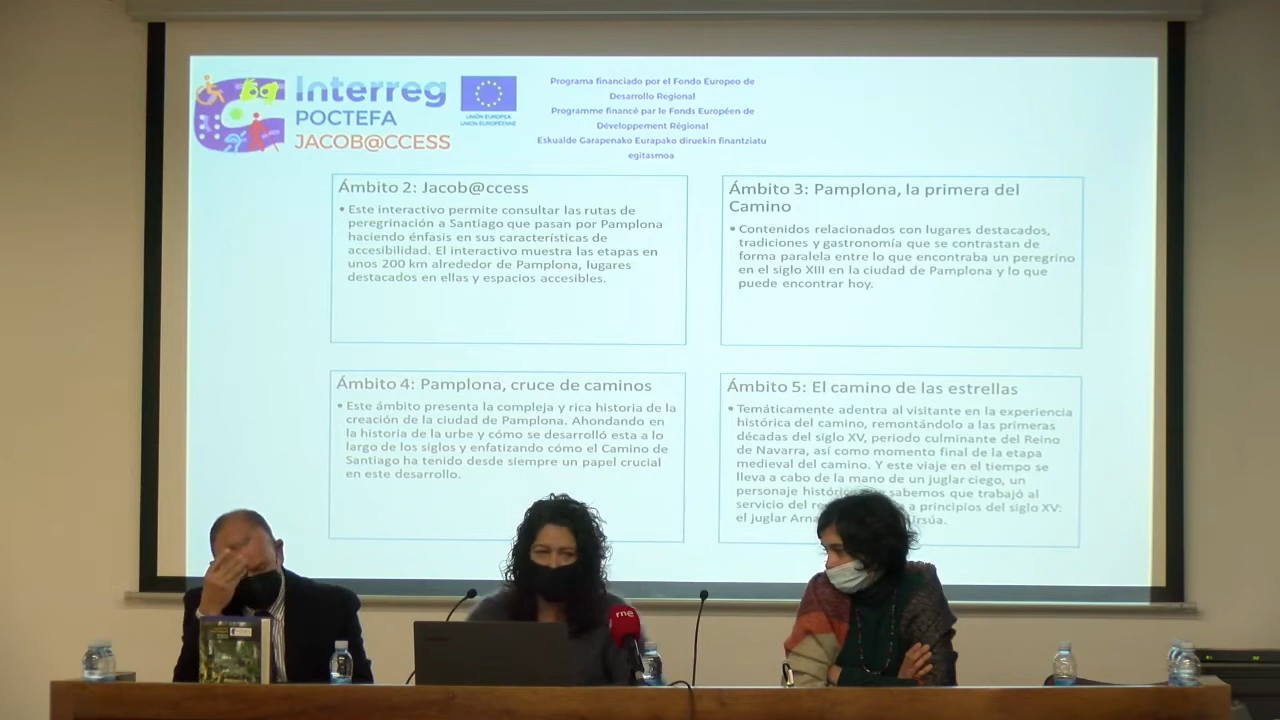 Interreg
POCTEFA
JACOB@CCESS
UNIÓN EUROPEA
UNION EUROPÉENNE
Programa financiado por el Fondo Europeo de
Desarrollo Regional
Programme financé par le Fonds Européen de
Développement Régional
Eskualde Garapenako Eurapako diruekin finantziatu
egitasmoa
Ámbito 2: Jacob@ccess
• Este interactivo permite consultar las rutas de
peregrinación a Santiago que pasan por Pamplona
haciendo énfasis en sus características de
accesibilidad. El interactivo muestra las etapas en
unos 200 km alrededor de Pamplona, lugares
destacados en ellas y espacios accesibles.
Ámbito 3: Pamplona, la primera del
Camino
• Contenidos relacionados con lugares destacados,
tradiciones y gastronomía que se contrastan de
forma paralela entre lo que encontraba un peregrino
en el siglo XIII en la ciudad de Pamplona y lo que
puede encontrar hoy.
Ámbito 4: Pamplona, cruce de caminos
• Este ámbito presenta la compleja y rica historia de la
creación de la ciudad de Pamplona. Ahondando en
la historia de la urbe y cómo se desarrolló esta a lo
largo de los siglos y enfatizando cómo el Camino de
Santiago ha tenido desde siempre un papel crucial
en este desarrollo.
Ámbito 5: El camino de las estrellas
• Temáticamente adentra al visitante en la experiencia
histórica del camino, remontándolo a las primeras
décadas del siglo XV, periodo culminante del Reino
de Navarra, así como momento final de la etapa
medieval del camino. Y este viaje en el tiempo se
lleva a cabo de la mano de un juglar ciego, un
personaje históric sabemos que trabajó al
servicio del re a principios del siglo XV:
el juglar Arna Ursúa.
rne